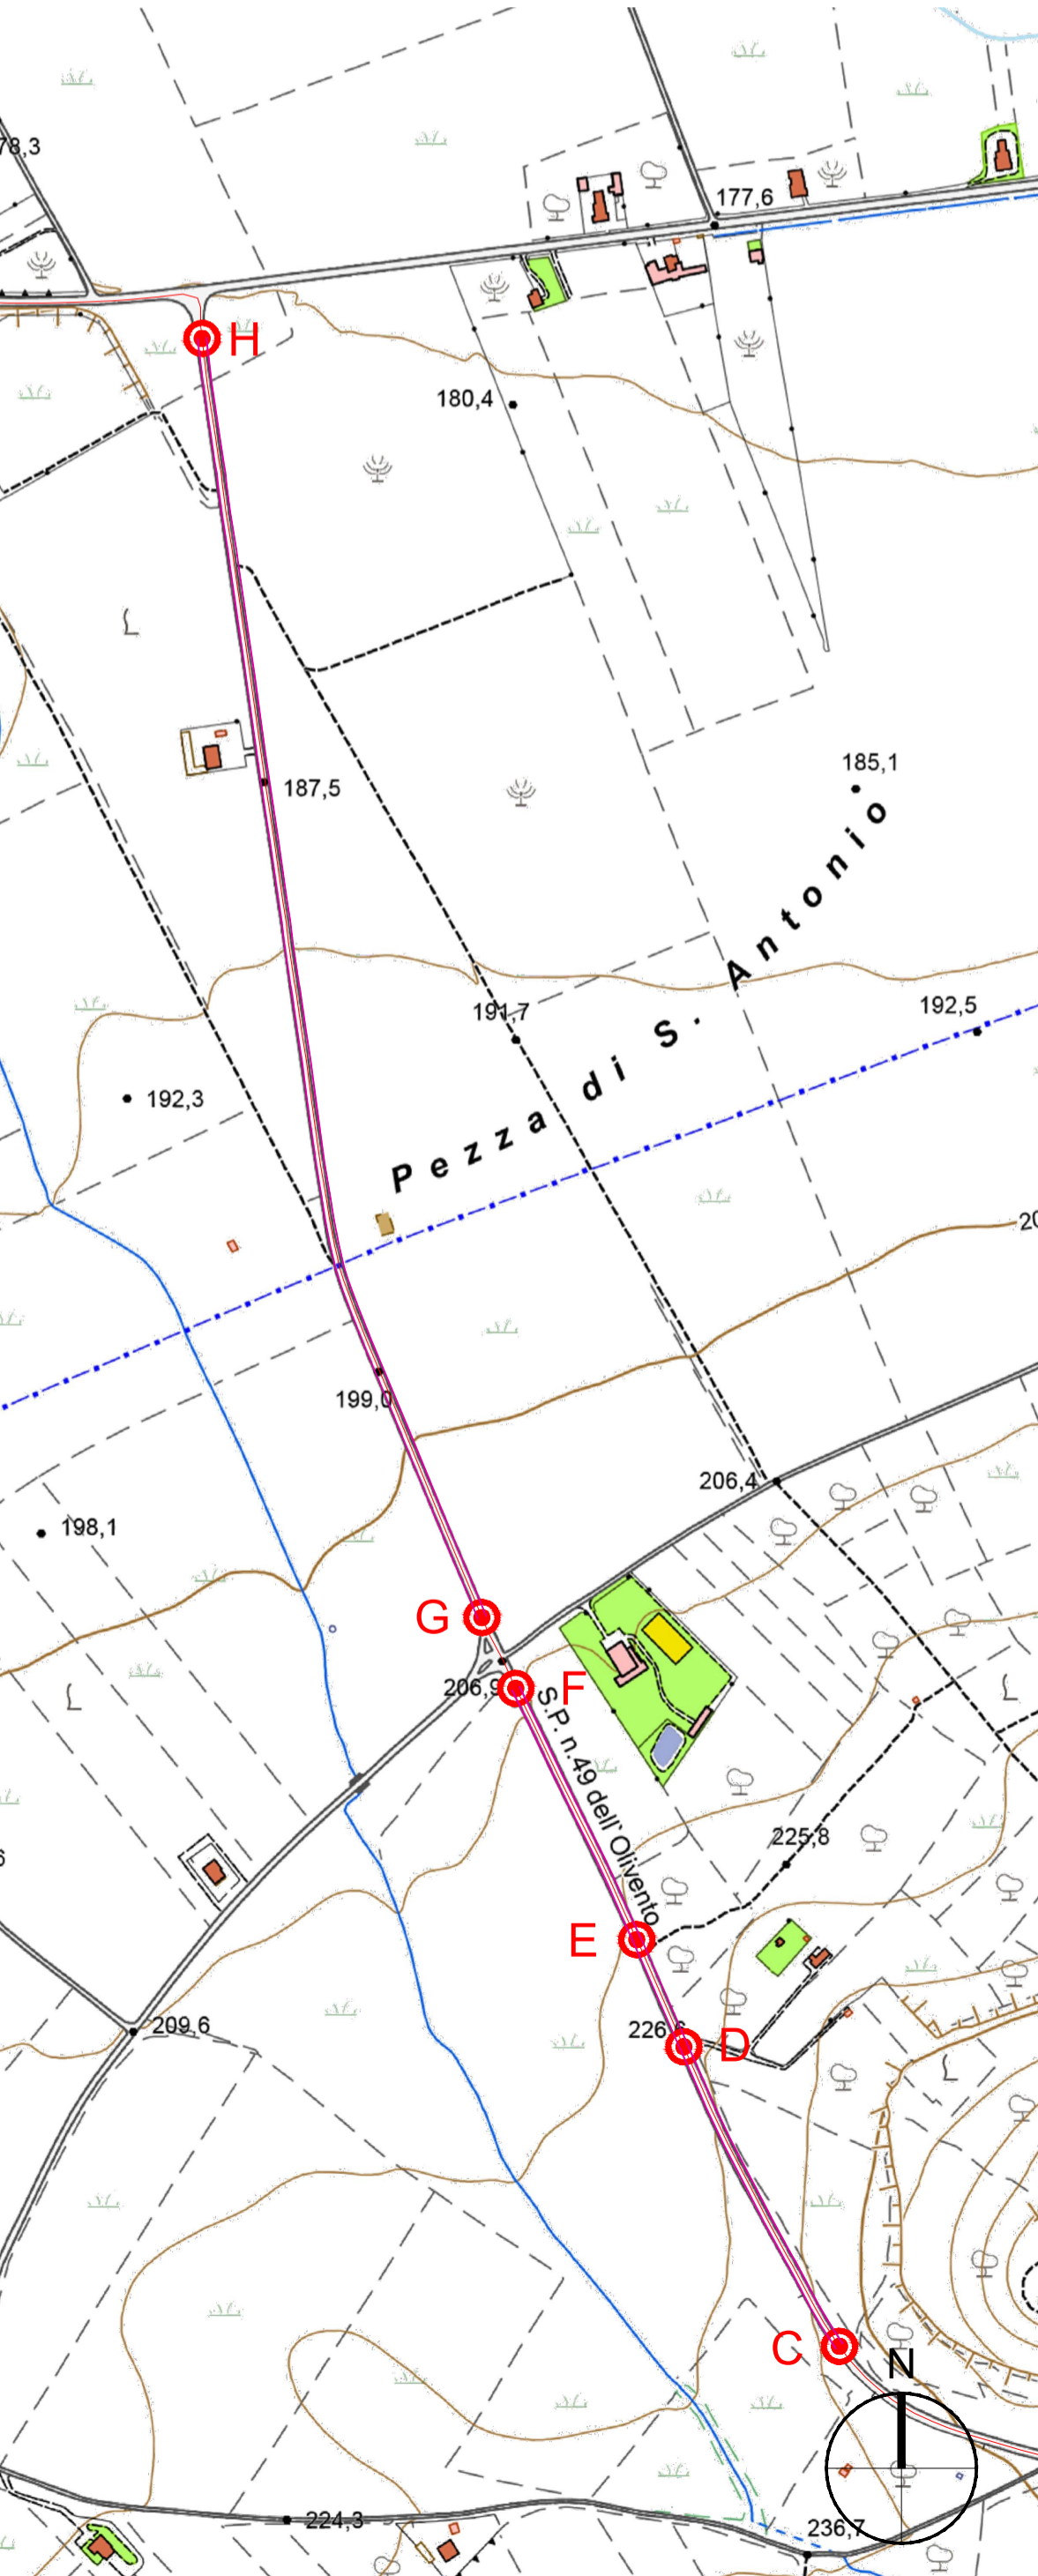 78,3
177,6
H
180,4
187,5
185,1
Pezza di S. Antonio
191,7
192,5
192,3
20
199,0
206,4
198,1
G
206,9
F
S.P. n.49 dell'Olivento
225,8
6
E
209,6
226,6
D
C
N
224,3
236,7